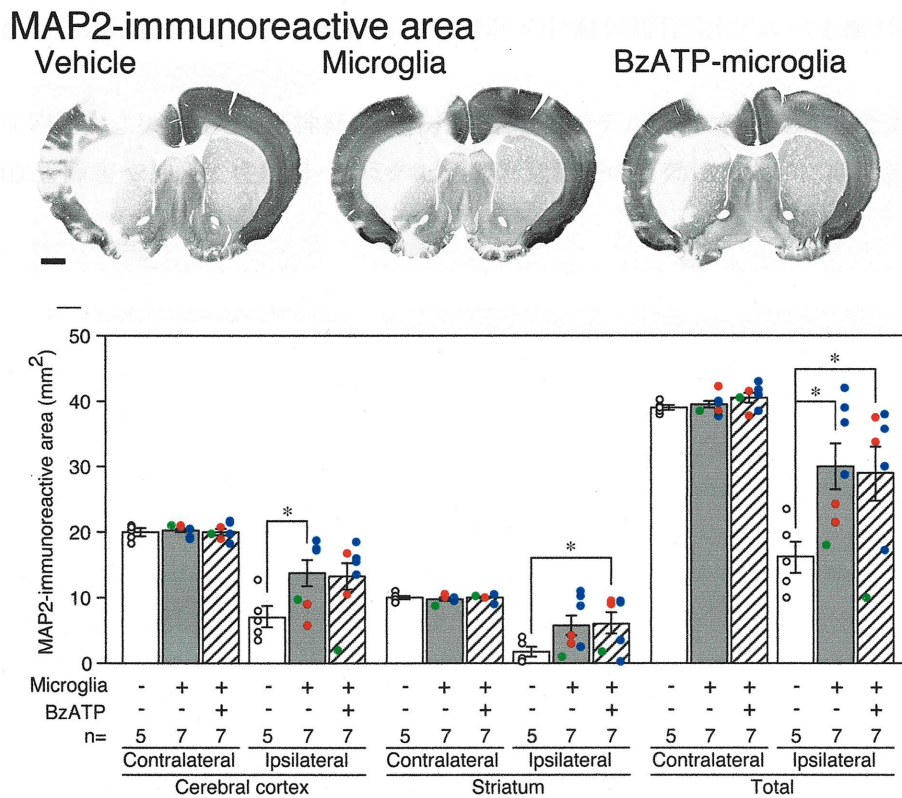 MAP2-immunoreactive area
Vehicle Microglia BzATP-microglia
MAP2-immunoreactive area (mm2)
50
40
30
20
10
0
* * * *
Microglia - + + - + + - + + - + + - + + - + +
BzATP + + + + + +
n= 5 7 7 5 7 7 5 7 7 5 7 7 5 7 7 5 7 7
Contralateral Ipsilateral Contralateral Ipsilateral Contralateral Ipsilateral
Cerebral cortex Striatum Total